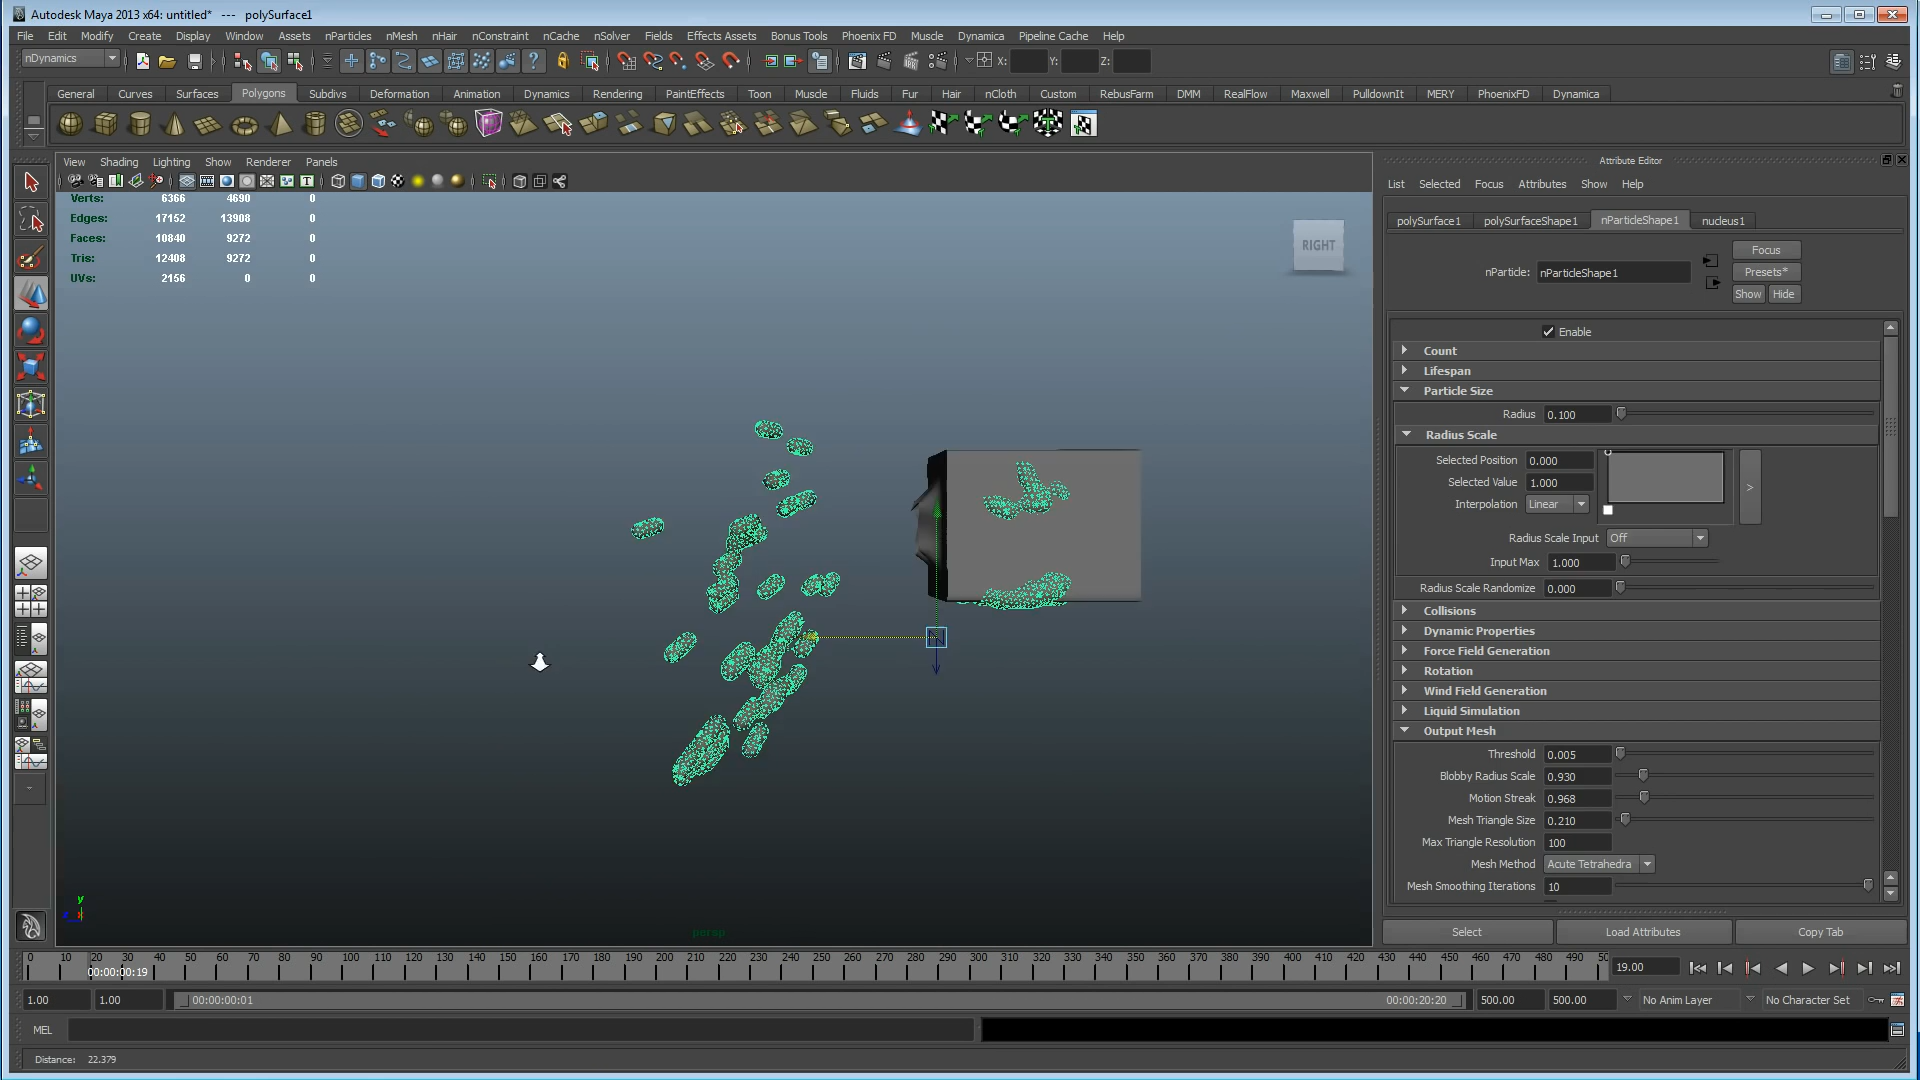 Autodesk Maya 2013 x64: untitled* --- polySurface1
File Edit Modify Create Display Window Assets nParticles nMesh nHair nConstraint nCache nSolver Fields Effects Assets Bonus Tools Phoenix FD Muscle Dynamica Pipeline Cache Help
nDynamics X: Y: Z:
General Curves Surfaces Polygons Subdivs Deformation Animation Dynamics Rendering PaintEffects Toon Muscle Fluids Fur Hair nCloth Custom RebusFarm DMM RealFlow Maxwell PulldownIt MERY PhoenixFD Dynamica
View Shading Lighting Show Renderer Panels
Verts: 6366 4690 0
Edges: 17152 13908 0
Faces: 10840 9272 0
Tris: 12408 9272 0
UVs: 2156 0 0
RIGHT
persp
y
Attribute Editor
List Selected Focus Attributes Show Help
polySurface1 polySurfaceShape1 nParticleShape1 nucleus1
Focus
nParticle: nParticleShape1 Presets*
Show Hide
Enable
Count
Lifespan
Particle Size
Radius 0.100
Radius Scale
Selected Position 0.000
Selected Value 1.000
>
Interpolation Linear
Radius Scale Input Off
Input Max 1.000
Radius Scale Randomize 0.000
Collisions
Dynamic Properties
Force Field Generation
Rotation
Wind Field Generation
Liquid Simulation
Output Mesh
Threshold 0.005
Blobby Radius Scale 0.930
Motion Streak 0.968
Mesh Triangle Size 0.210
Max Triangle Resolution 100
Mesh Method Acute Tetrahedra
Mesh Smoothing Iterations 10
Select Load Attributes Copy Tab
0 10 20 30 40 50 60 70 80 90 100 110 120 130 140 150 160 170 180 190 200 210 220 230 240 250 260 270 280 290 300 310 320 330 340 350 360 370 380 390 400 410 420 430 440 450 460 470 480 490 50
00:00:00:19 19.00
1.00 1.00 00:00:00:01 00:00:20:20 500.00 500.00 No Anim Layer No Character Set
MEL
Distance: 22.379